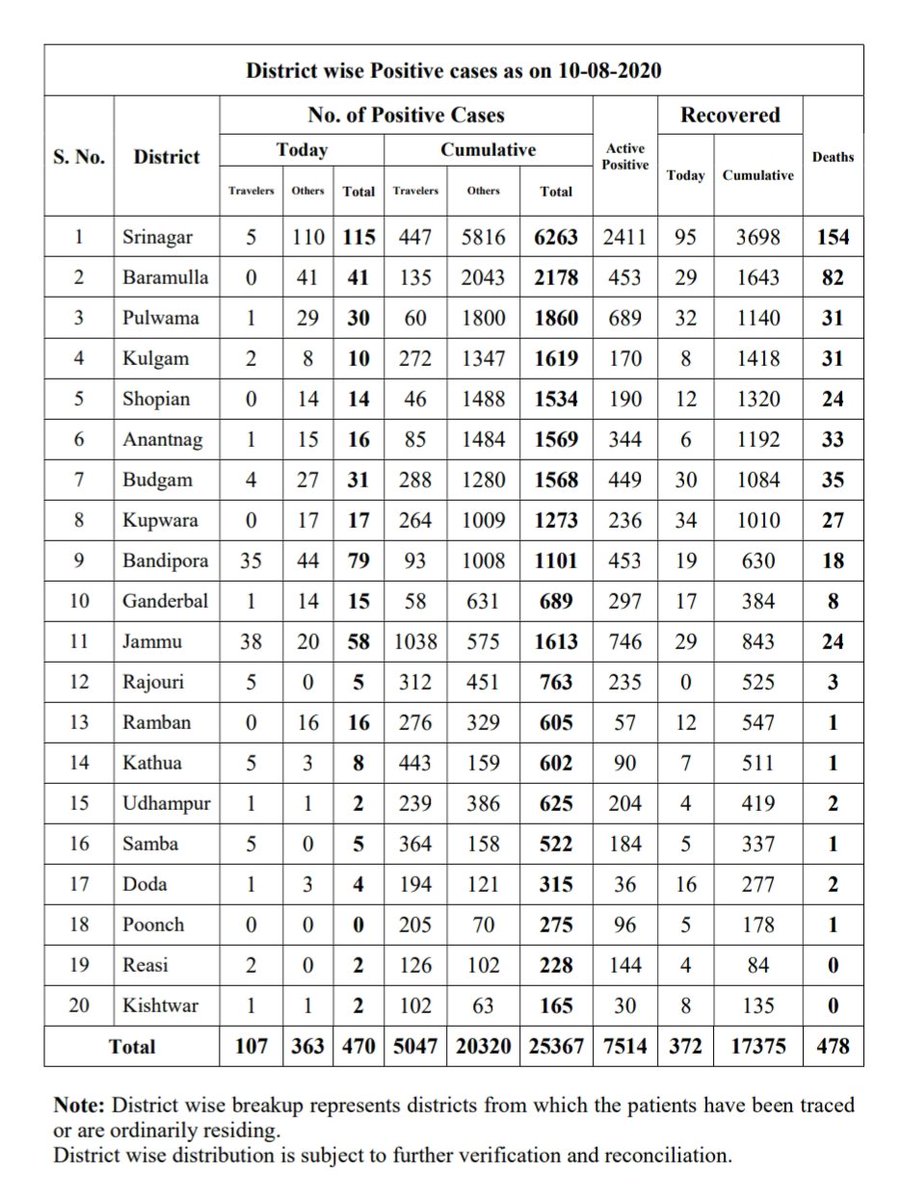 District wise Positive cases as on 10-08-2020
S. No. District No. of Positive Cases Active Positive Recovered Deaths
Today Cumulative Today Cumulative
Travelers Others Total Travelers Others Total
1 Srinagar 5 110 115 447 5816 6263 2411 95 3698 154
2 Baramulla 0 41 41 135 2043 2178 453 29 1643 82
3 Pulwama 1 29 30 60 1800 1860 689 32 1140 31
4 Kulgam 2 8 10 272 1347 1619 170 8 1418 31
5 Shopian 0 14 14 46 1488 1534 190 12 1320 24
6 Anantnag 1 15 16 85 1484 1569 344 6 1192 33
7 Budgam 4 27 31 288 1280 1568 449 30 1084 35
8 Kupwara 0 17 17 264 1009 1273 236 34 1010 27
9 Bandipora 35 44 79 93 1008 1101 453 19 630 18
10 Ganderbal 1 14 15 58 631 689 297 17 384 8
11 Jammu 38 20 58 1038 575 1613 746 29 843 24
12 Rajouri 5 0 5 312 451 763 235 0 525 3
13 Ramban 0 16 16 276 329 605 57 12 547 1
14 Kathua 5 3 8 443 159 602 90 7 511 1
15 Udhampur 1 1 2 239 386 625 204 4 419 2
16 Samba 5 0 5 364 158 522 184 5 337 1
17 Doda 1 3 4 194 121 315 36 16 277 2
18 Poonch 0 0 0 205 70 275 96 5 178 1
19 Reasi 2 0 2 126 102 228 144 4 84 0
20 Kishtwar 1 1 2 102 63 165 30 8 135 0
Total 107 363 470 5047 20320 25367 7514 372 17375 478
Note: District wise breakup represents districts from which the patients have been traced
or are ordinarily residing.
District wise distribution is subject to further verification and reconciliation.